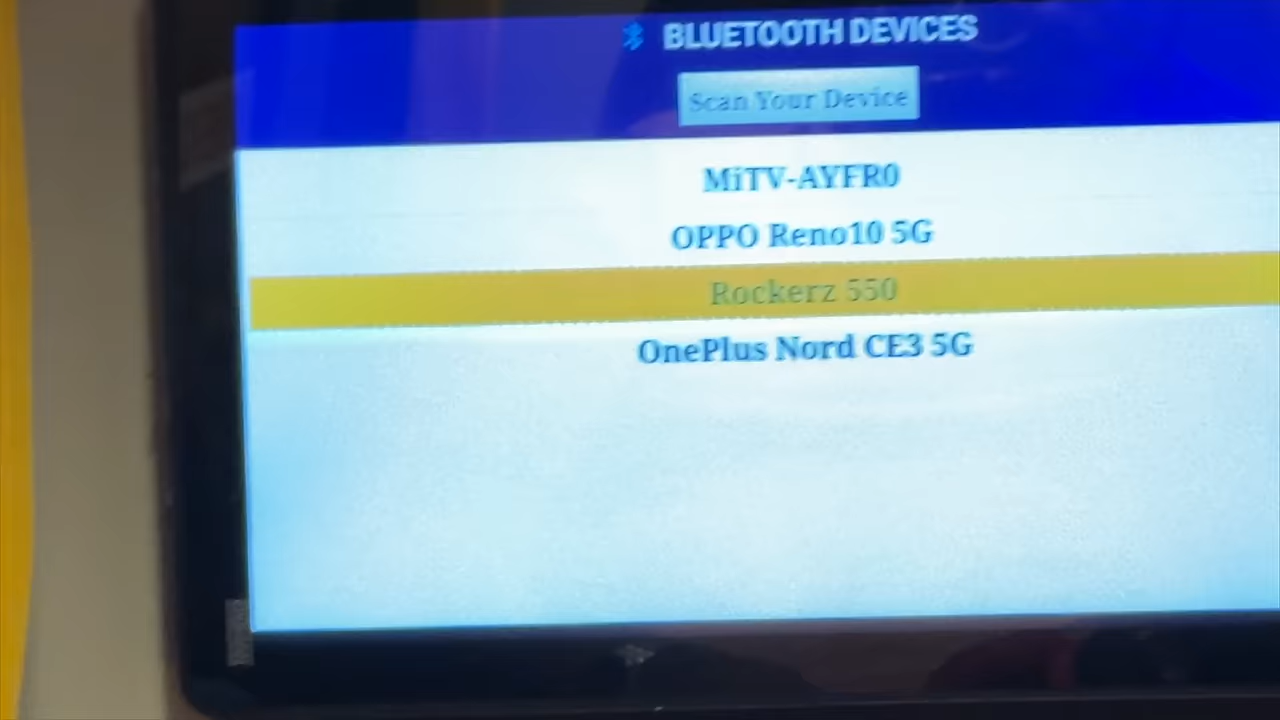 BLUETOOTH DEVICES
Scan Your Device
MiTV-AYFR0
OPPO Reno10 5G
Rockerz 550
OnePlus Nord CE3 5G